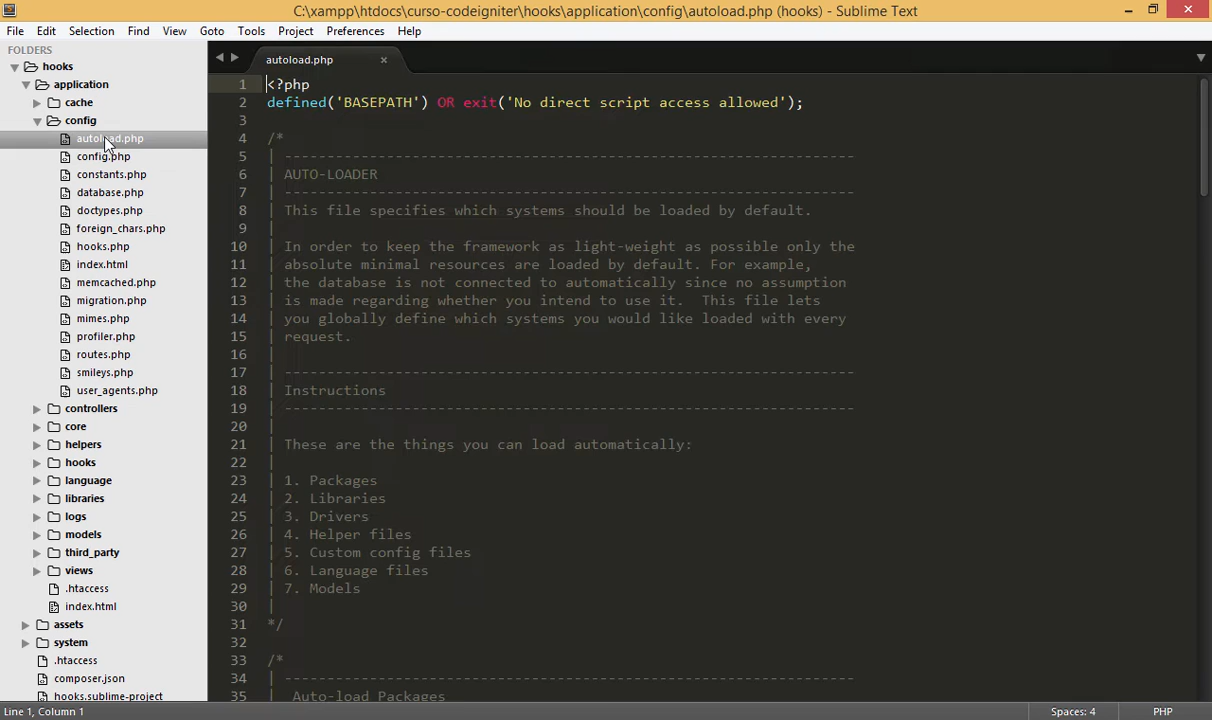 C:\xampp\htdocs\curso-codeigniter\hooks\application\config\autoload.php (hooks) - Sublime Text
File Edit Selection Find View Goto Tools Project Preferences Help
FOLDERS
hooks
application
cache
config
autoload.php
config.php
constants.php
database.php
doctypes.php
foreign_chars.php
hooks.php
index.html
memcached.php
migration.php
mimes.php
profiler.php
routes.php
smileys.php
user_agents.php
controllers
core
helpers
hooks
language
libraries
logs
models
third_party
views
.htaccess
index.html
assets
system
.htaccess
composer.json
hooks.sublime-project
autoload.php
1 <?php
2 defined('BASEPATH') OR exit('No direct script access allowed');
3
4 /*
5 | -------------------------------------------------------------------
6 | AUTO-LOADER
7 | -------------------------------------------------------------------
8 | This file specifies which systems should be loaded by default.
9 |
10 | In order to keep the framework as light-weight as possible only the
11 | absolute minimal resources are loaded by default. For example,
12 | the database is not connected to automatically since no assumption
13 | is made regarding whether you intend to use it.  This file lets
14 | you globally define which systems you would like loaded with every
15 | request.
16 |
17 | -------------------------------------------------------------------
18 | Instructions
19 | -------------------------------------------------------------------
20 |
21 | These are the things you can load automatically:
22 |
23 | 1. Packages
24 | 2. Libraries
25 | 3. Drivers
26 | 4. Helper files
27 | 5. Custom config files
28 | 6. Language files
29 | 7. Models
30 |
31 */
32
33 /*
34 | -------------------------------------------------------------------
35 |  Auto-load Packages
Line 1, Column 1
Spaces: 4
PHP